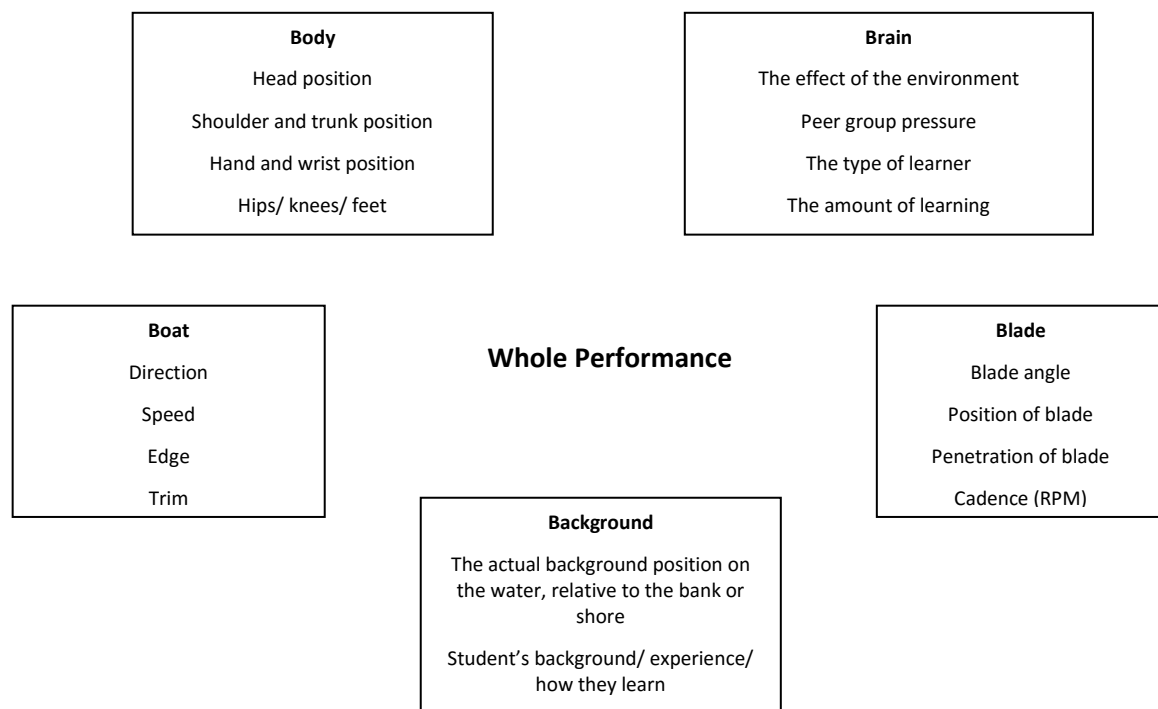 Body
Head position
Shoulder and trunk position
Hand and wrist position
Hips/ knees/ feet
Brain
The effect of the environment
Peer group pressure
The type of learner
The amount of learning
Boat
Direction
Speed
Edge
Trim
Whole Performance
Blade
Blade angle
Position of blade
Penetration of blade
Cadence (RPM)
Background
The actual background position on
the water, relative to the bank or
shore
Student’s background/ experience/
how they learn